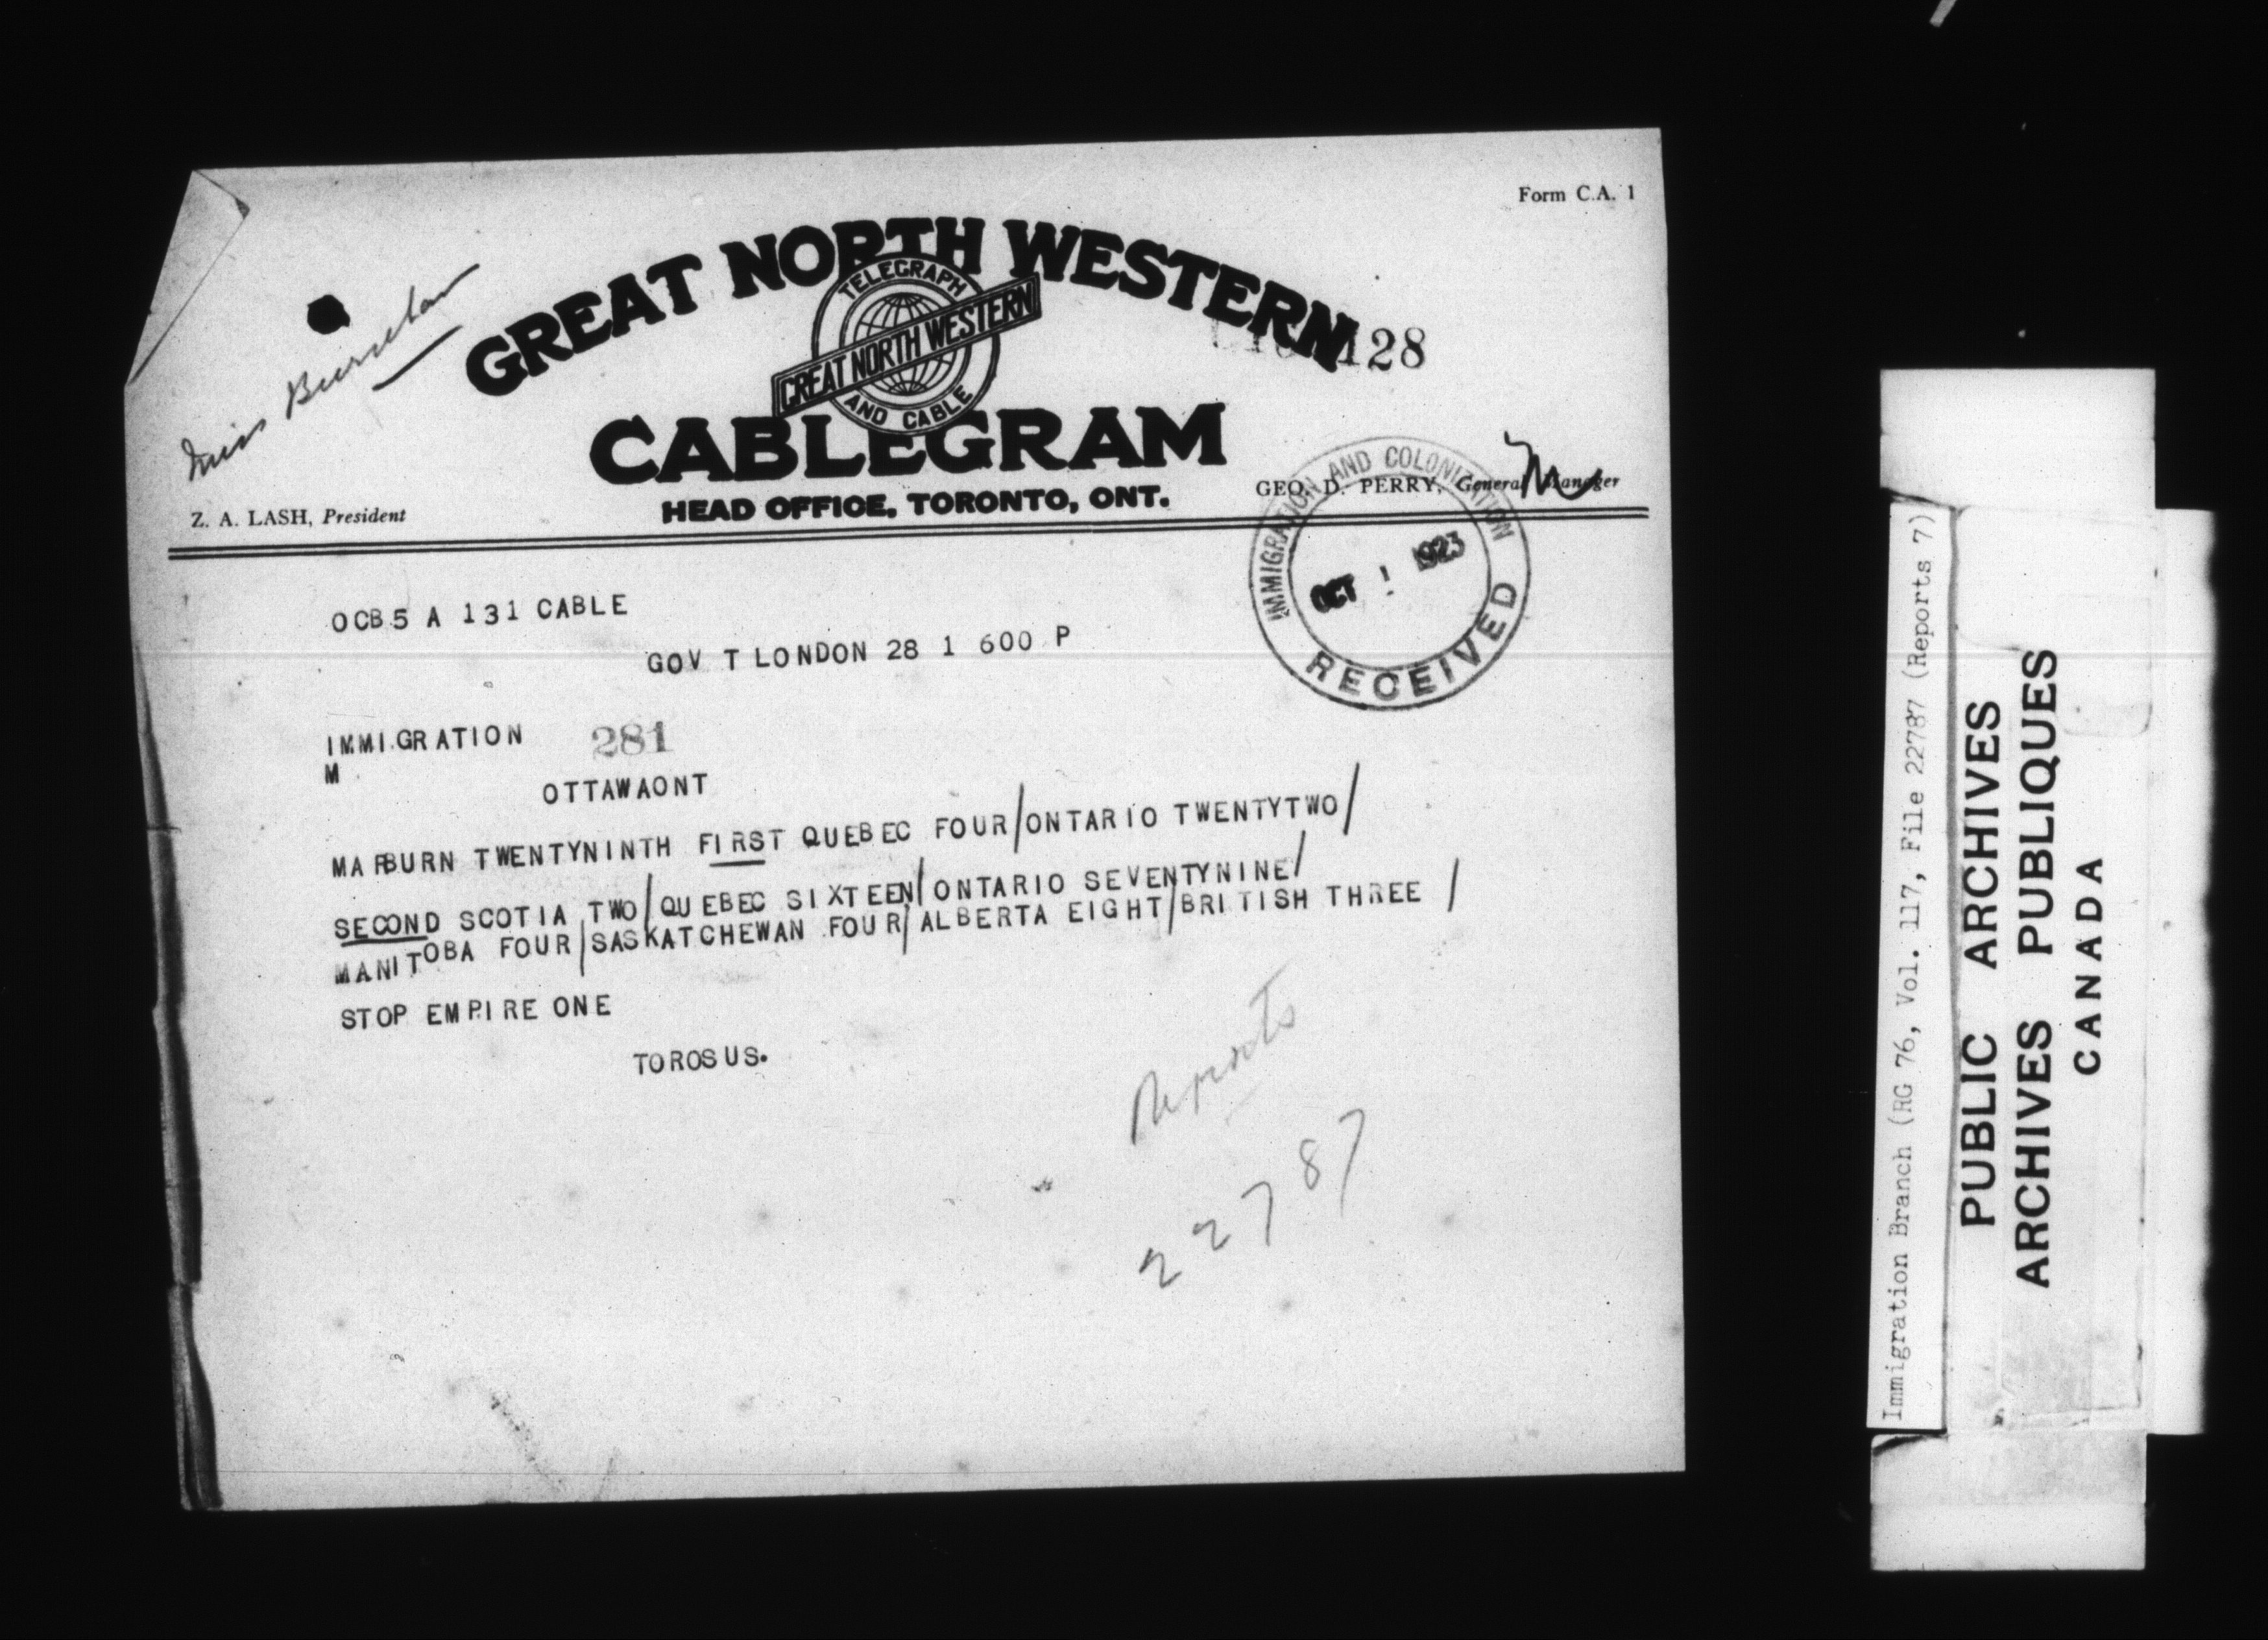 Form C.A. 1
GREAT NORTH WESTERN
TELEGRAPH
GREAT NORTH WESTERN
AND CABLE
128
Miss
CABLEGRAM
HEAD OFFICE, TORONTO, ONT.
Z. A. LASH, President
GEO. D. PERRY, General Manager
IMMIGRATION AND COLONIZATION
OCT 1 1923
RECEIVED
OCB5 A 131 CABLE
GOV T LONDON 28 1 600 P
IMMIGRATION 281
M
OTTAWAONT
MARBURN TWENTYNINTH FIRST QUEBEC FOUR/ONTARIO TWENTYTWO/
SECOND SCOTIA TWO/QUEBEC SIXTEEN/ONTARIO SEVENTYNINE/
MANITOBA FOUR/SASKATCHEWAN FOUR/ALBERTA EIGHT/BRITISH THREE /
STOP EMPIRE ONE
TOROSUS.
Reports
22787
Immigration Branch (RG 76, Vol. 117, File 22787 (Reports 7)
PUBLIC ARCHIVES
ARCHIVES PUBLIQUES
CANADA